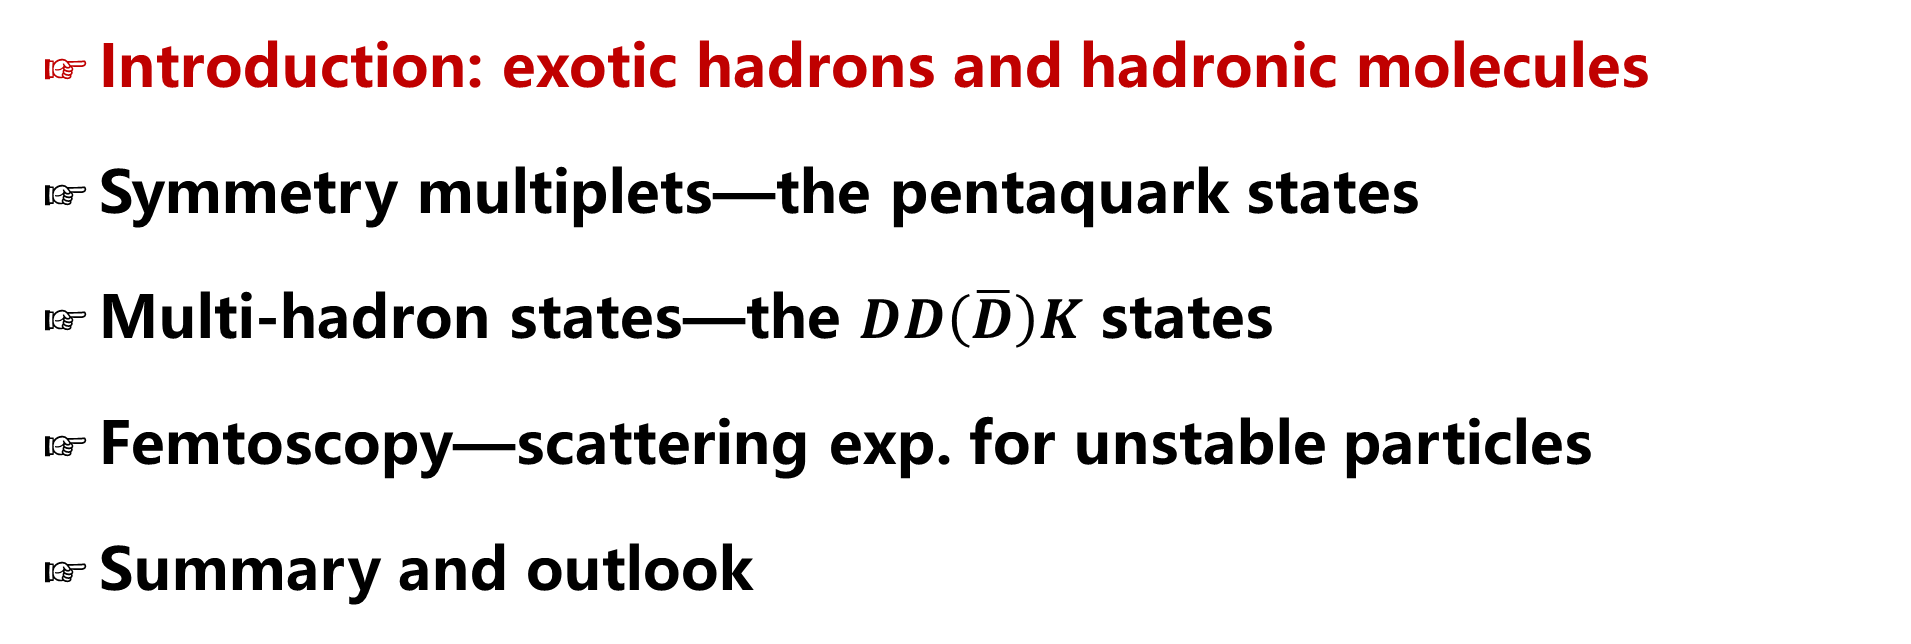 ☞ Introduction: exotic hadrons and hadronic molecules
☞ Symmetry multiplets—the pentaquark states
☞ Multi-hadron states—the DD(D̅)K states
☞ Femtoscopy—scattering exp. for unstable particles
☞ Summary and outlook